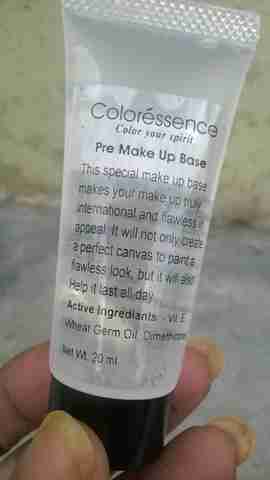 Coloréssence
Color your spirit
Pre Make Up Base
This special make up base
makes your make up truly
international and flawless in
appeal. It will not only create
a perfect canvas to paint a
flawless look, but it will also
Help it last all day.
Active Ingrediants :- Vit. E
Wheat Germ Oil, Dimethicone
Net Wt. 20 ml